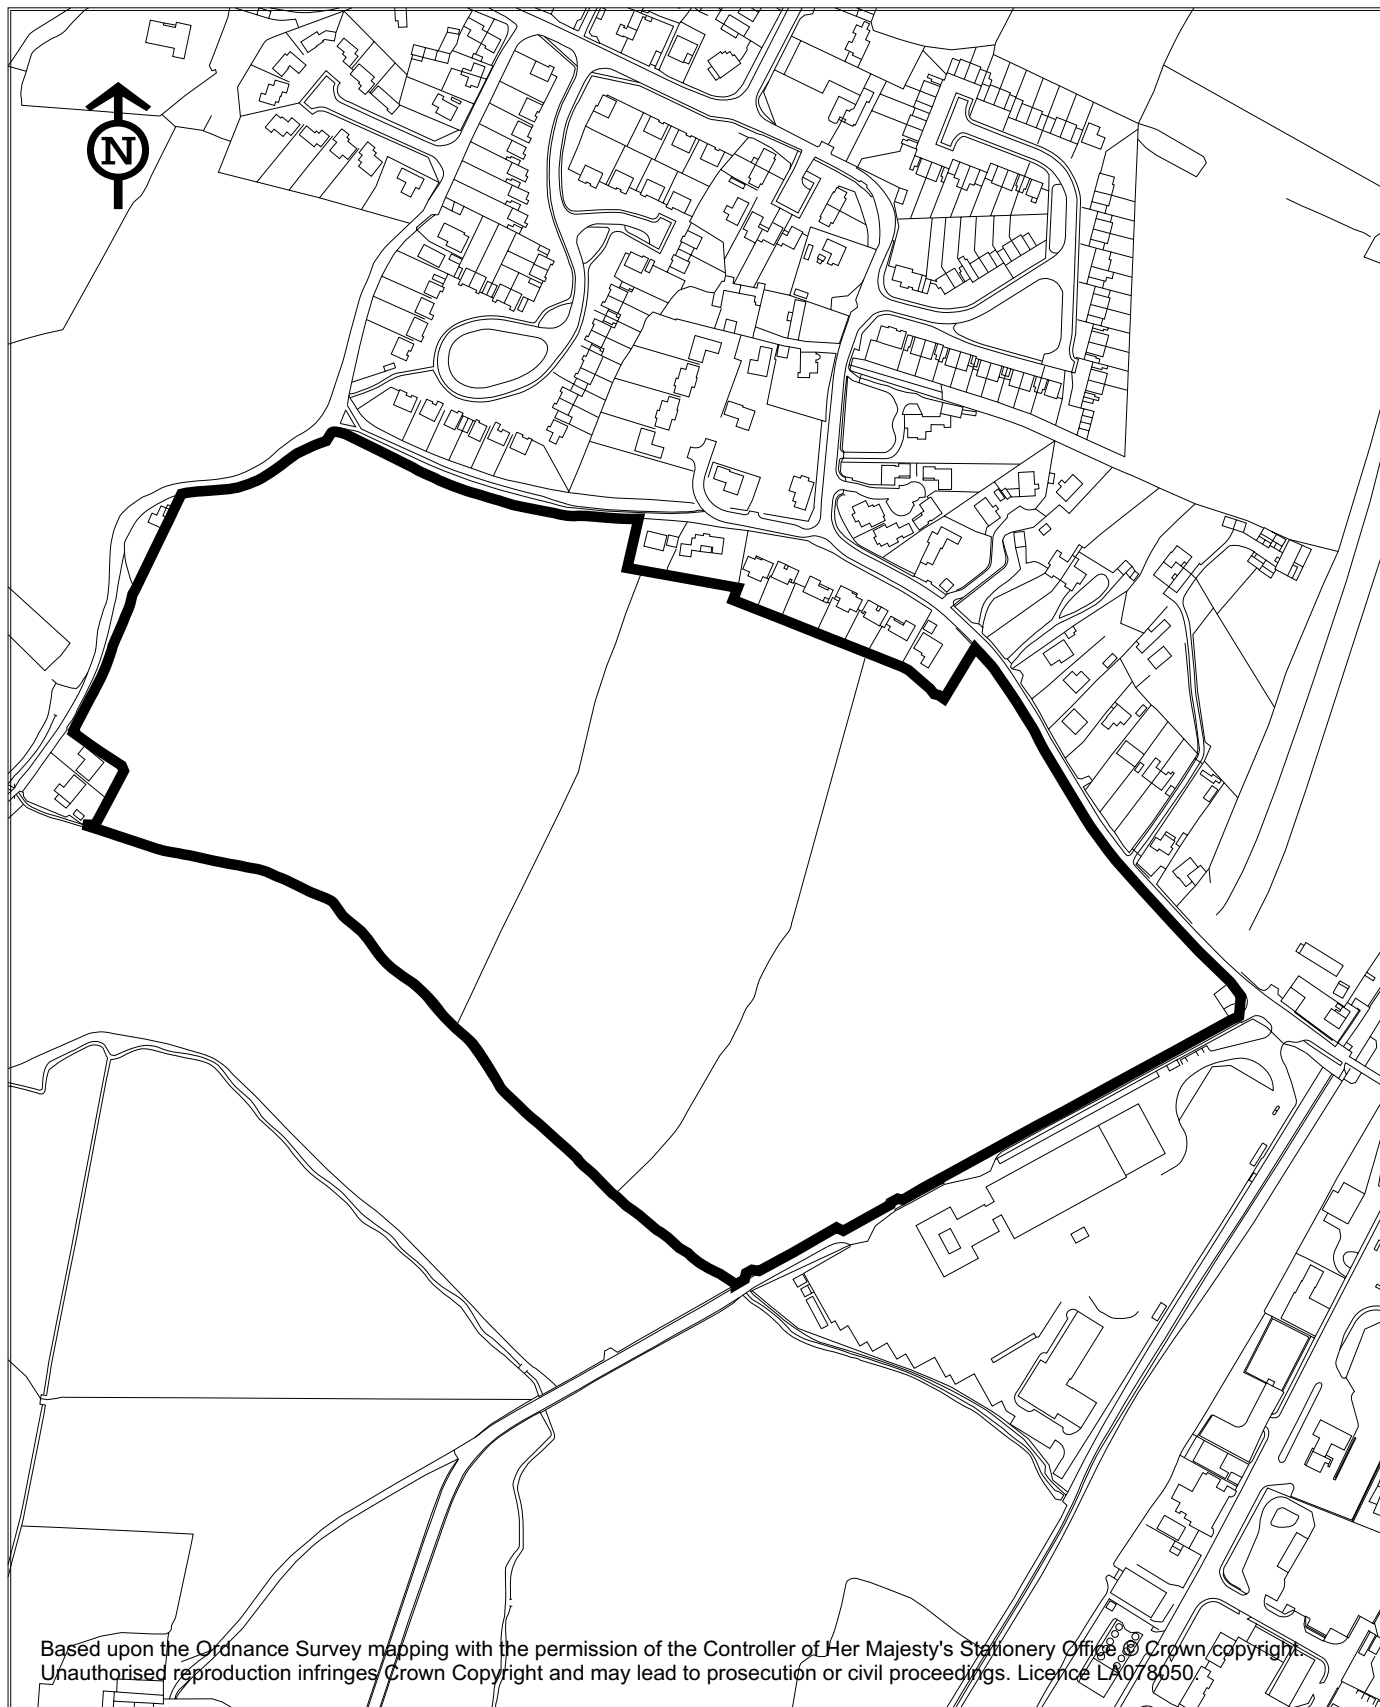 N
Based upon the Ordnance Survey mapping with the permission of the Controller of Her Majesty's Stationery Office © Crown copyright.
Unauthorised reproduction infringes Crown Copyright and may lead to prosecution or civil proceedings. Licence LA078050.